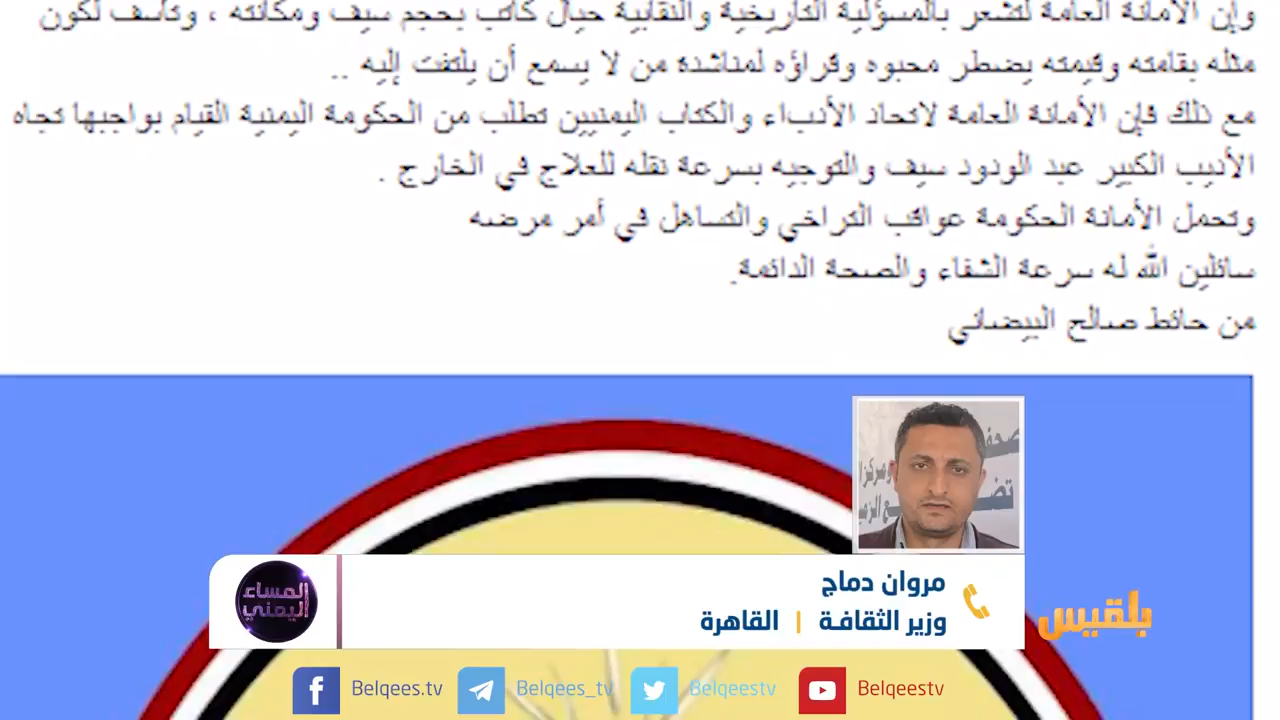 وإن الأمانة العامة لتشعر بالمسؤلية التاريخية والنقابية حيال كاتب بحجم سيف ومكانته ، وتأسف لكون
مثله بقامته وقيمته يضطر محبوه وقراؤه لمناشدة من لا يسمع أن يلتفت إليه ..
مع ذلك فإن الأمانة العامة لاتحاد الأدباء والكتاب اليمنيين تطلب من الحكومة اليمنية القيام بواجبها تجاه
الأديب الكبير عبد الودود سيف والتوجيه بسرعة نقله للعلاج في الخارج .
وتحمل الأمانة الحكومة عواقب التراخي والتساهل في أمر مرضه
سائلين الله له سرعة الشفاء والصحة الدائمة.
من حائط صالح البيضاني
مروان دماج
وزير الثقافة | القاهرة
المساء اليمني
بلقيس
Belqees.tv
Belqees_tv
Belqeestv
Belqeestv